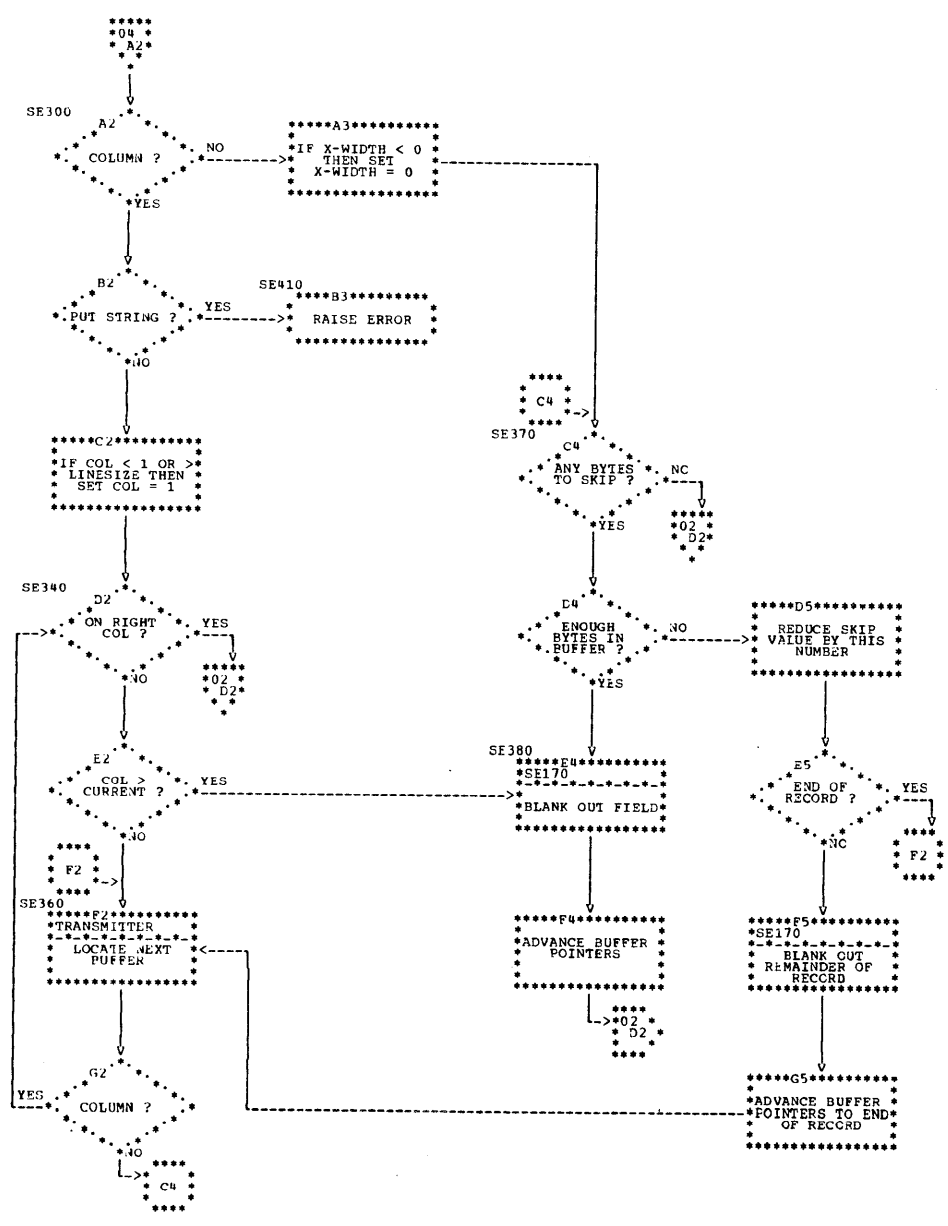 04
A2
SE300
A2
COLUMN ?
NO
YES
A3
IF X-WIDTH < 0
THEN SET
X-WIDTH = 0
B2
PUT STRING ?
YES
NO
SE410
B3
RAISE ERROR
C4
SE370
C4
ANY BYTES
TO SKIP ?
NC
YES
02
D2
C2
IF COL < 1 OR >
LINESIZE THEN
SET COL = 1
SE340
D2
ON RIGHT
COL ?
YES
NO
02
D2
D4
ENOUGH
BYTES IN
BUFFER ?
NO
YES
D5
REDUCE SKIP
VALUE BY THIS
NUMBER
E2
COL >
CURRENT ?
YES
NO
SE380
E4
SE170
BLANK OUT FIELD
E5
END OF
RECORD ?
YES
NC
F2
F2
SE360
F2
TRANSMITTER
LOCATE NEXT
PUFFER
F4
ADVANCE BUFFER
POINTERS
02
D2
F5
SE170
BLANK OUT
REMAINDER OF
RECORD
G2
COLUMN ?
YES
NO
C4
G5
ADVANCE BUFFER
POINTERS TO END
OF RECORD